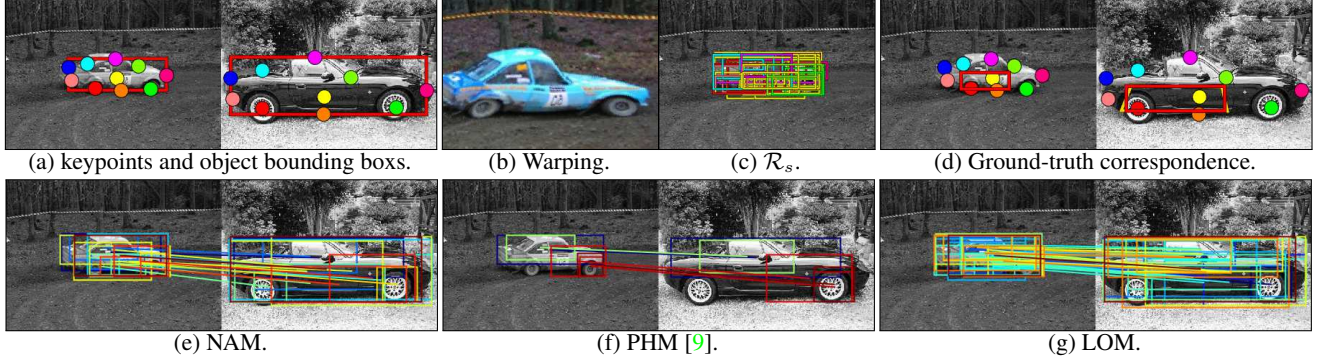 (a) keypoints and object bounding boxs.
(b) Warping.
(c) ℛₛ.
(d) Ground-truth correspondence.
(e) NAM.
(f) PHM [9].
(g) LOM.